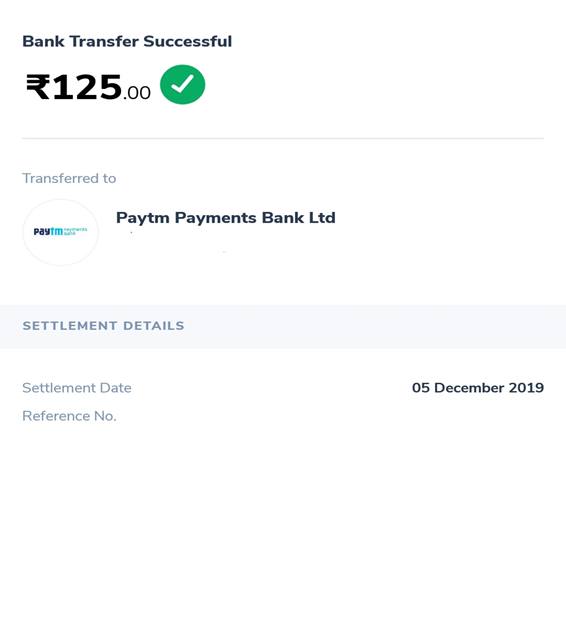 Bank Transfer Successful
₹125.00
Transferred to
Paytm Payments Bank Ltd
paytm payments bank
SETTLEMENT DETAILS
Settlement Date 05 December 2019
Reference No.